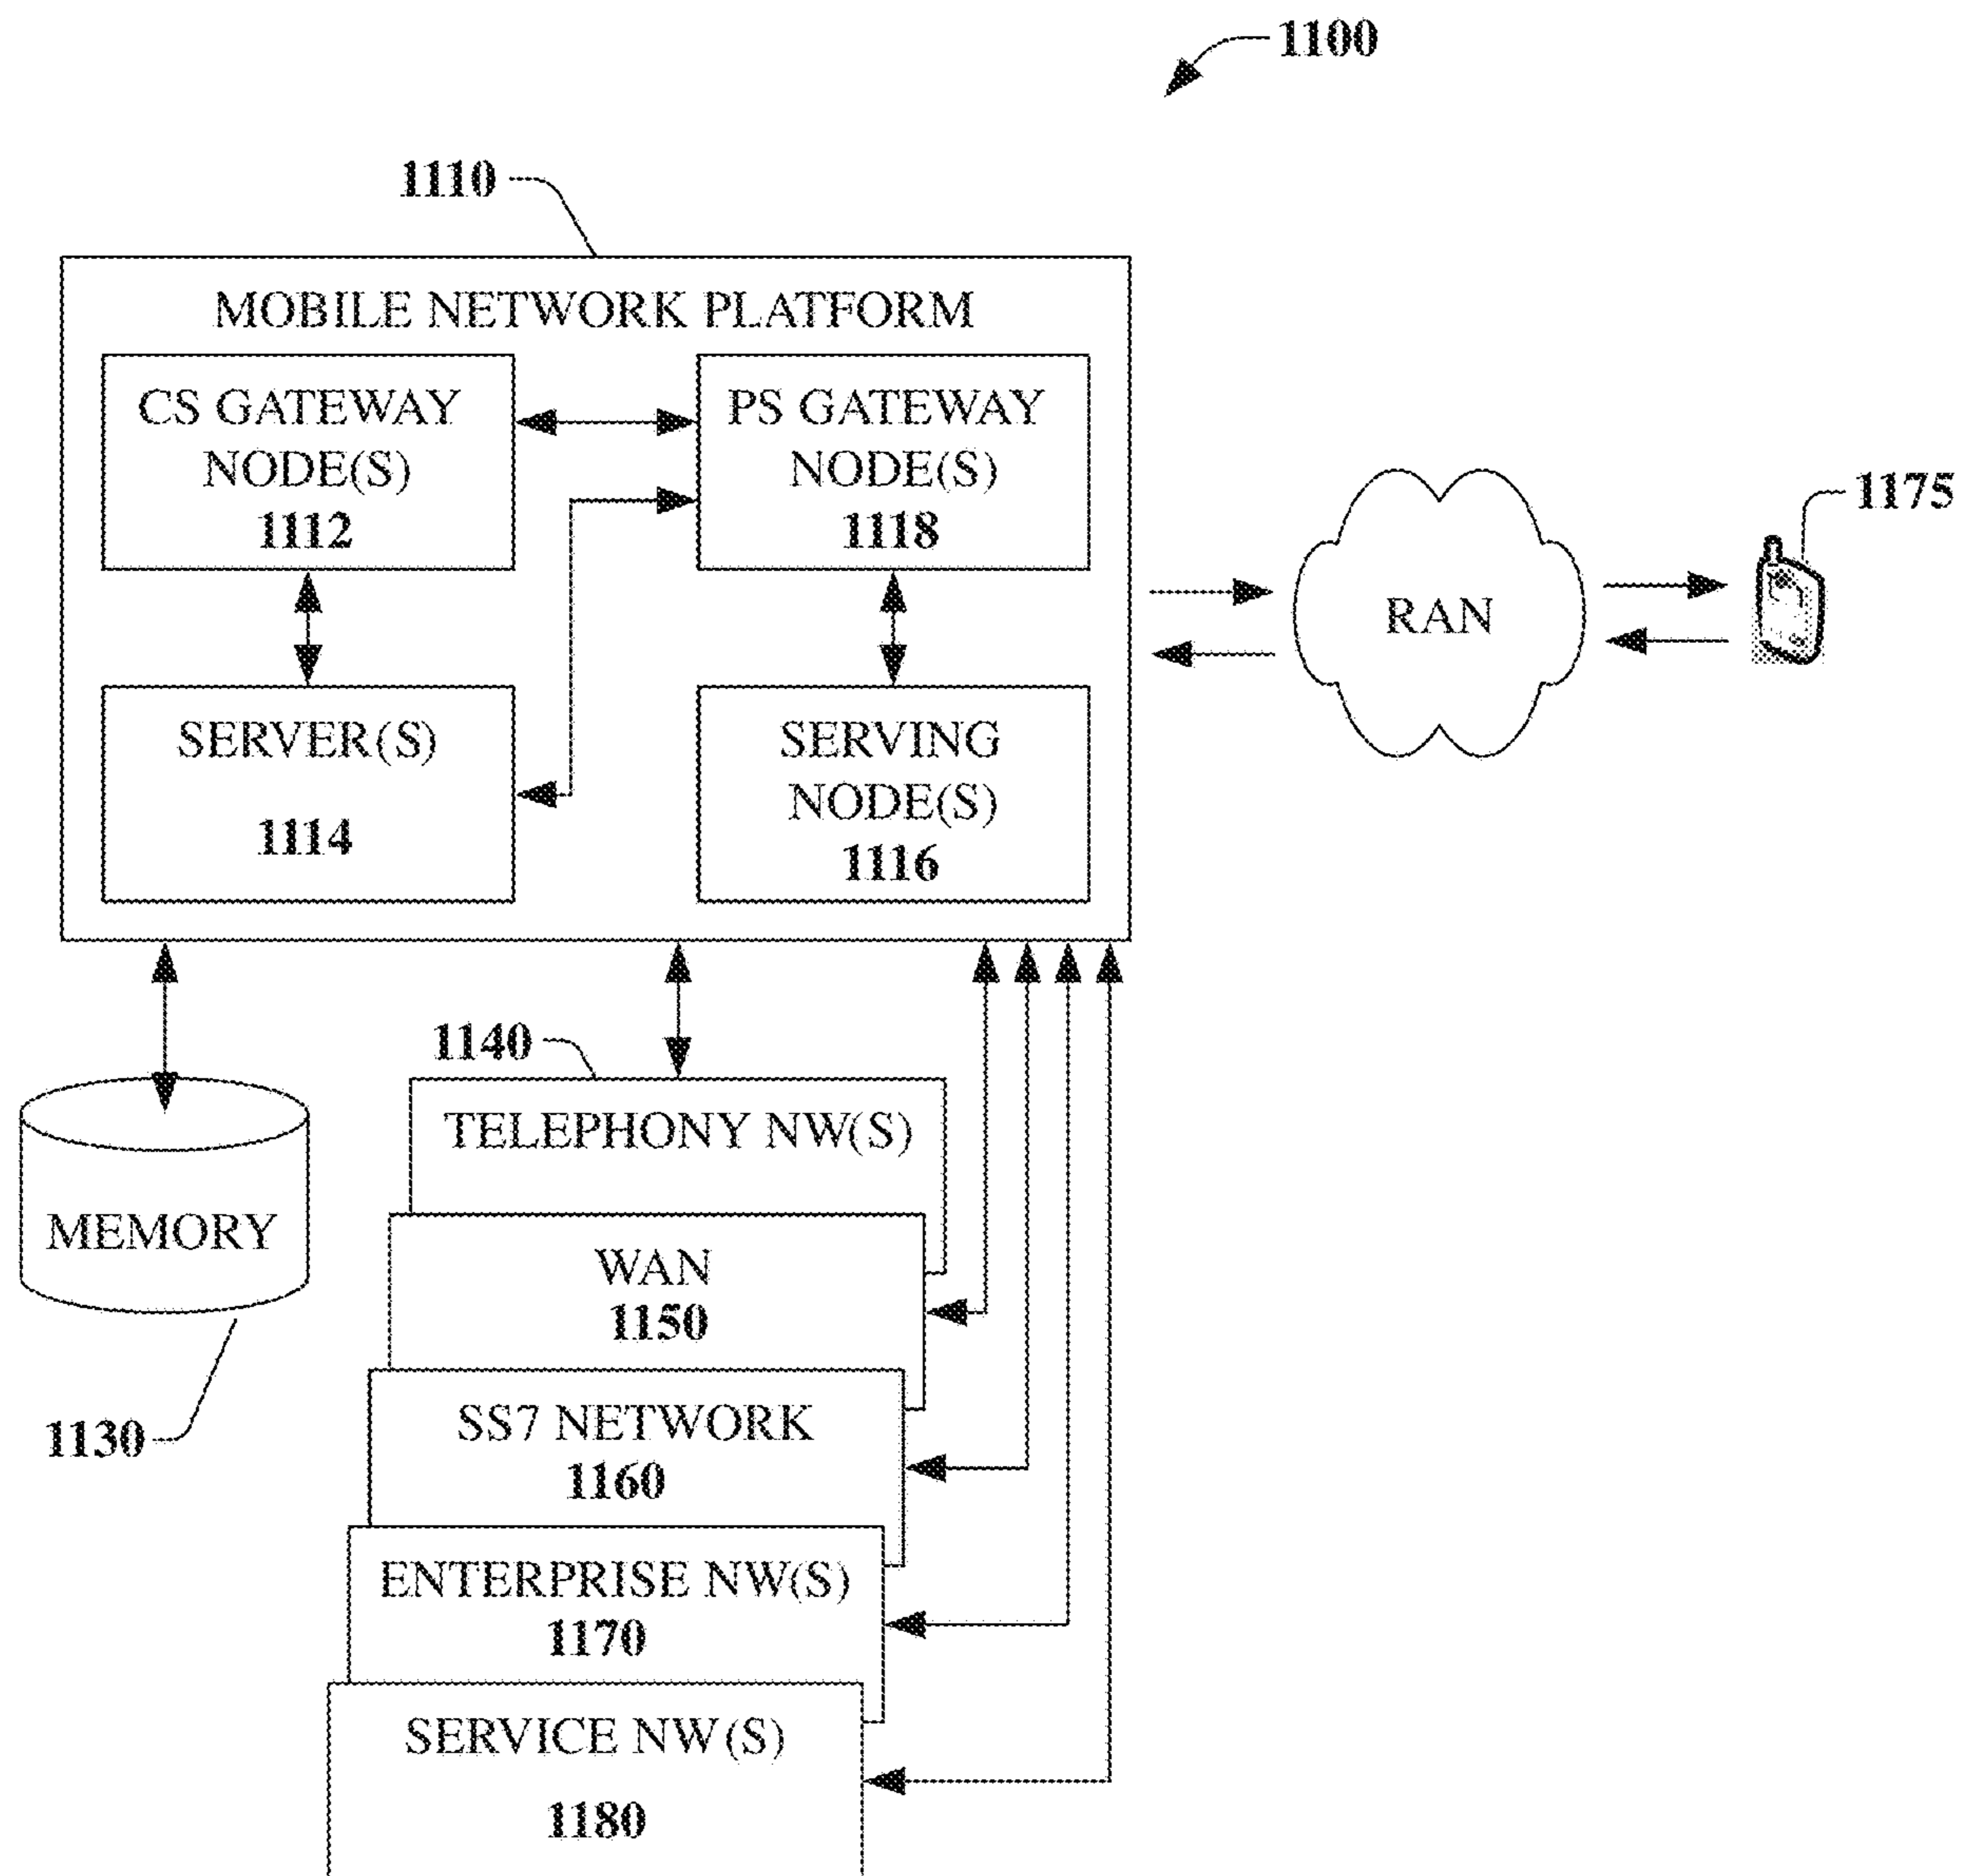 1100
1110
MOBILE NETWORK PLATFORM
CS GATEWAY
NODE(S)
1112
PS GATEWAY
NODE(S)
1118
SERVER(S)
1114
SERVING
NODE(S)
1116
RAN
1175
1140
TELEPHONY NW(S)
MEMORY
1130
WAN
1150
SS7 NETWORK
1160
ENTERPRISE NW(S)
1170
SERVICE NW(S)
1180